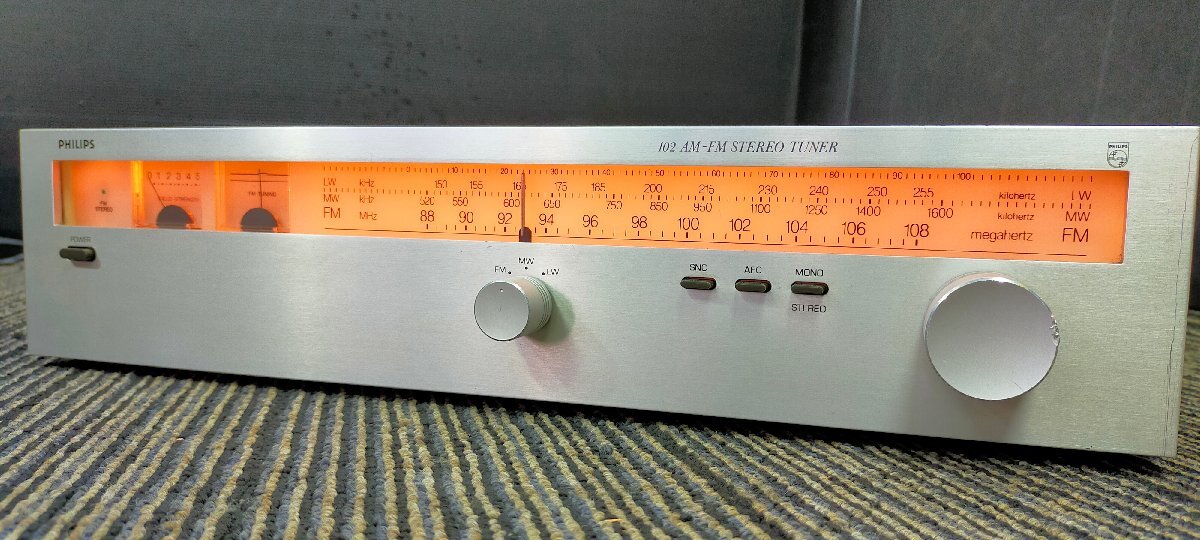 PHILIPS
102 AM-FM STEREO TUNER
PHILIPS
0 10 20 30 40 50 60 70 80 90 100
0 1 2 3 4 5
FIELD-STRENGTH
FM TUNING
FM
STEREO
LW kHz 150 155 165 175 185 200 215 230 240 250 255 kilohertz LW
MW kHz 520 550 600 650 750 850 950 1100 1250 1400 1600 kilohertz MW
FM MHz 88 90 92 94 96 98 100 102 104 106 108 megahertz FM
POWER
FM MW LW
SNC AFC MONO
STEREO